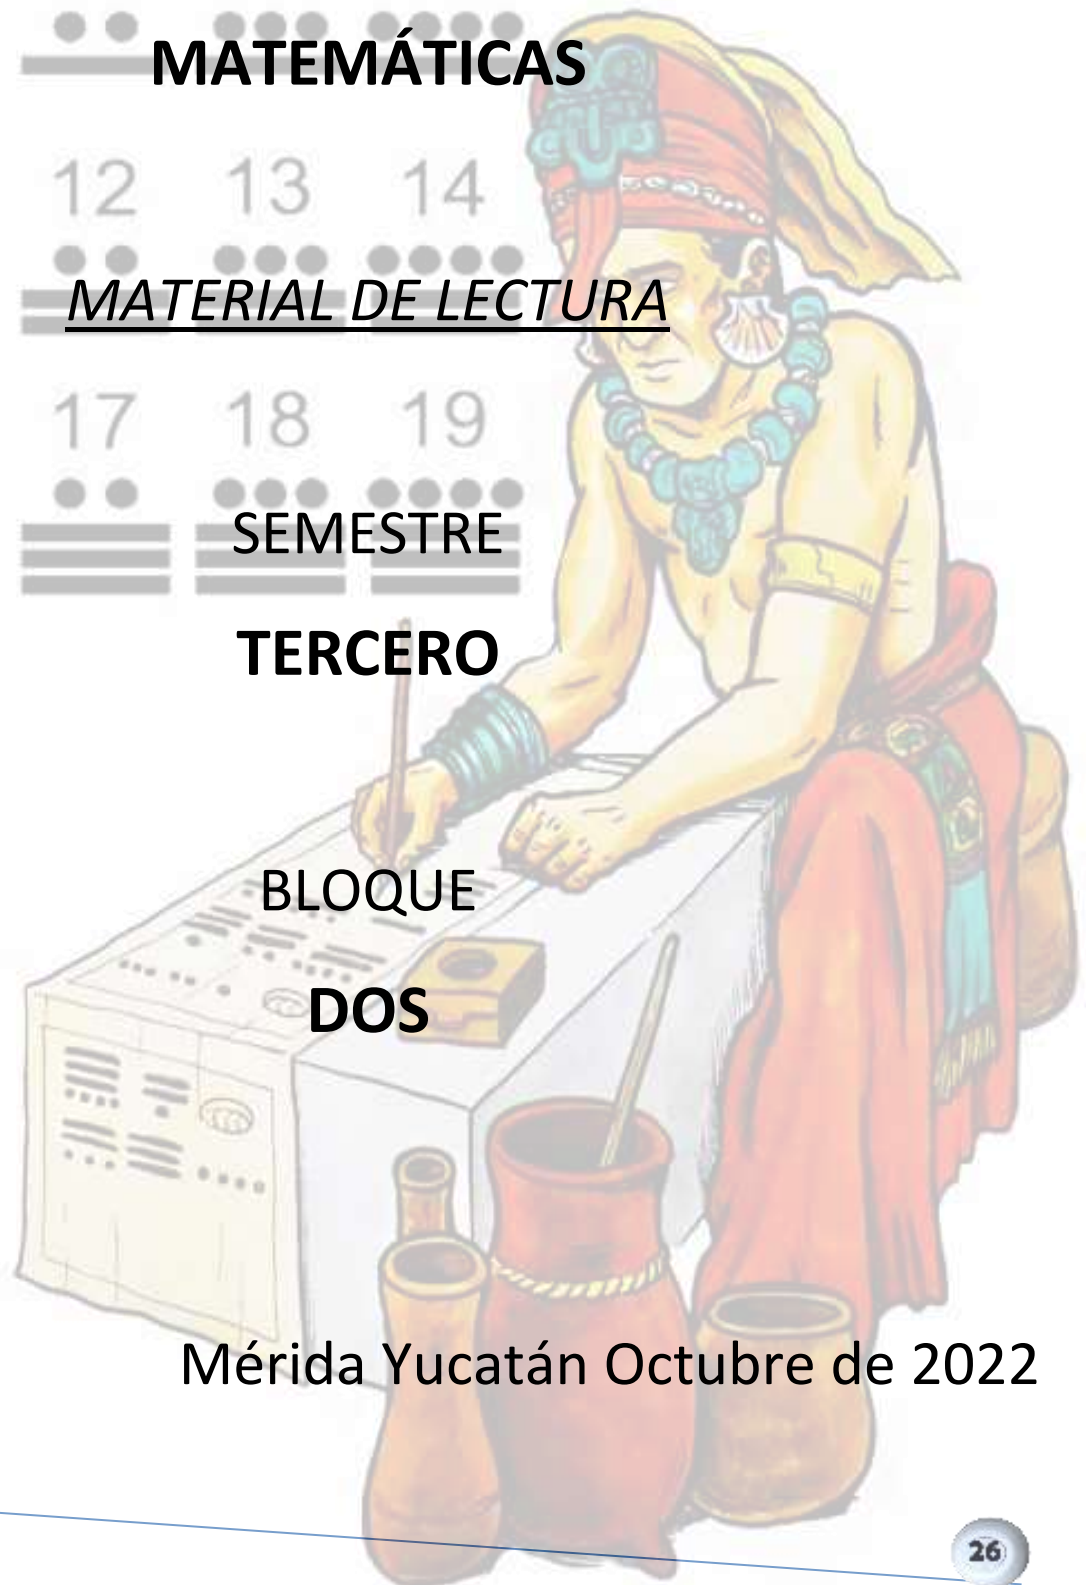 MATEMÁTICAS
12 13 14
MATERIAL DE LECTURA
17 18 19
SEMESTRE
TERCERO
BLOQUE
DOS
Mérida Yucatán Octubre de 2022
26